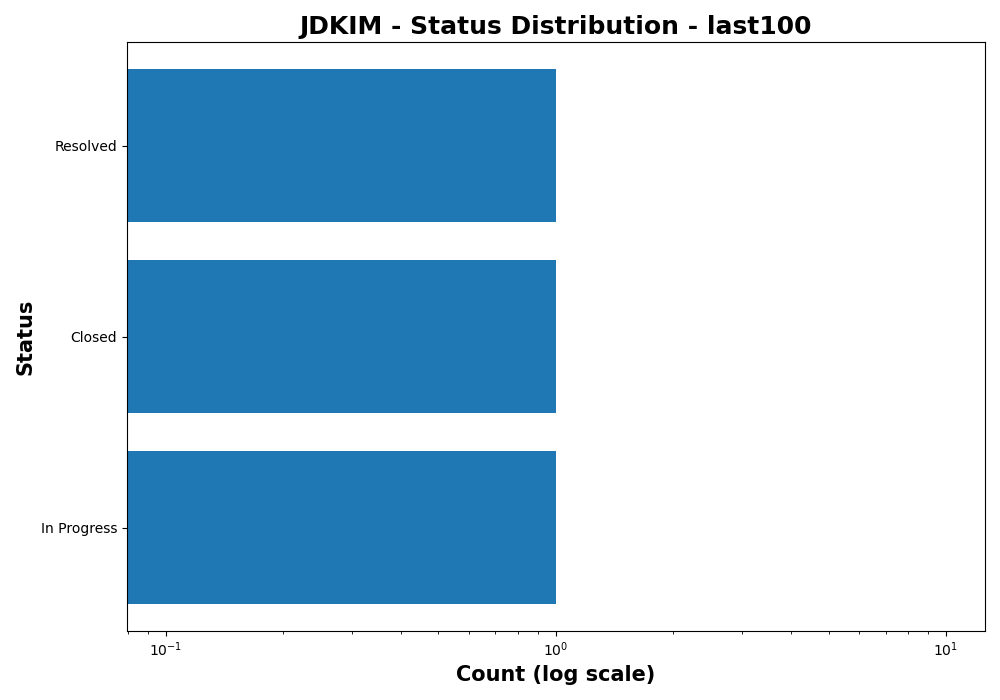 JDKIM - Status Distribution - last100
Status
Resolved
Closed
In Progress
10⁻¹
10⁰
10¹
Count (log scale)